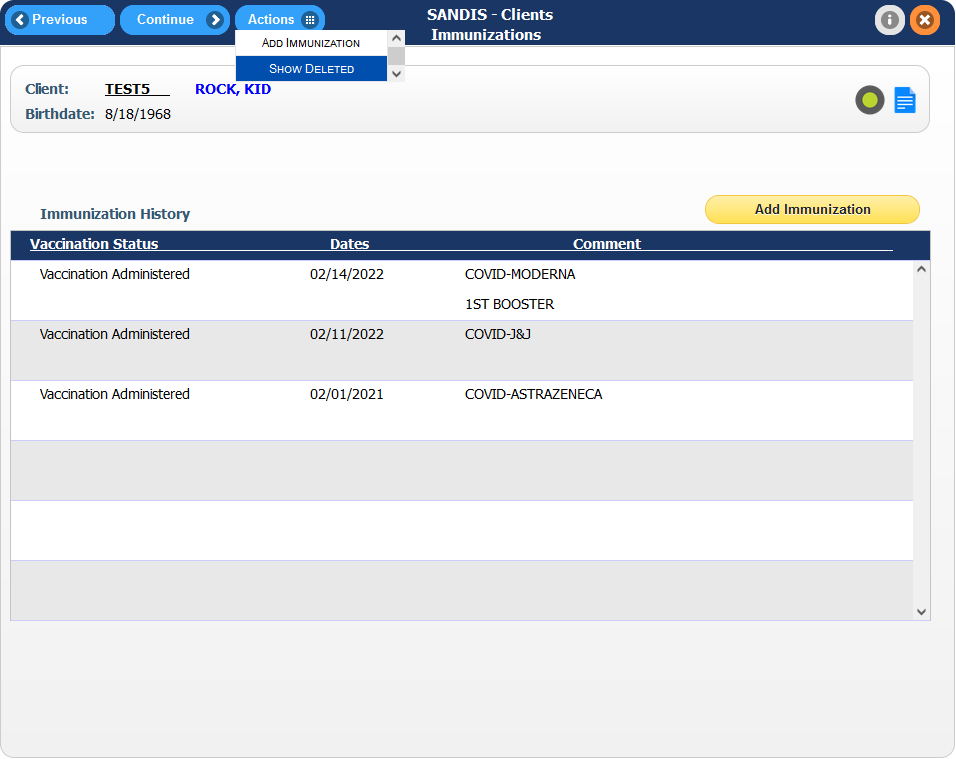 Previous
Continue
Actions
SANDIS - Clients
Immunizations
ADD IMMUNIZATION
SHOW DELETED
Client: TEST5 ROCK, KID
Birthdate: 8/18/1968
Immunization History
Add Immunization
Vaccination Status Dates Comment
Vaccination Administered 02/14/2022 COVID-MODERNA
1ST BOOSTER
Vaccination Administered 02/11/2022 COVID-J&J
Vaccination Administered 02/01/2021 COVID-ASTRAZENECA